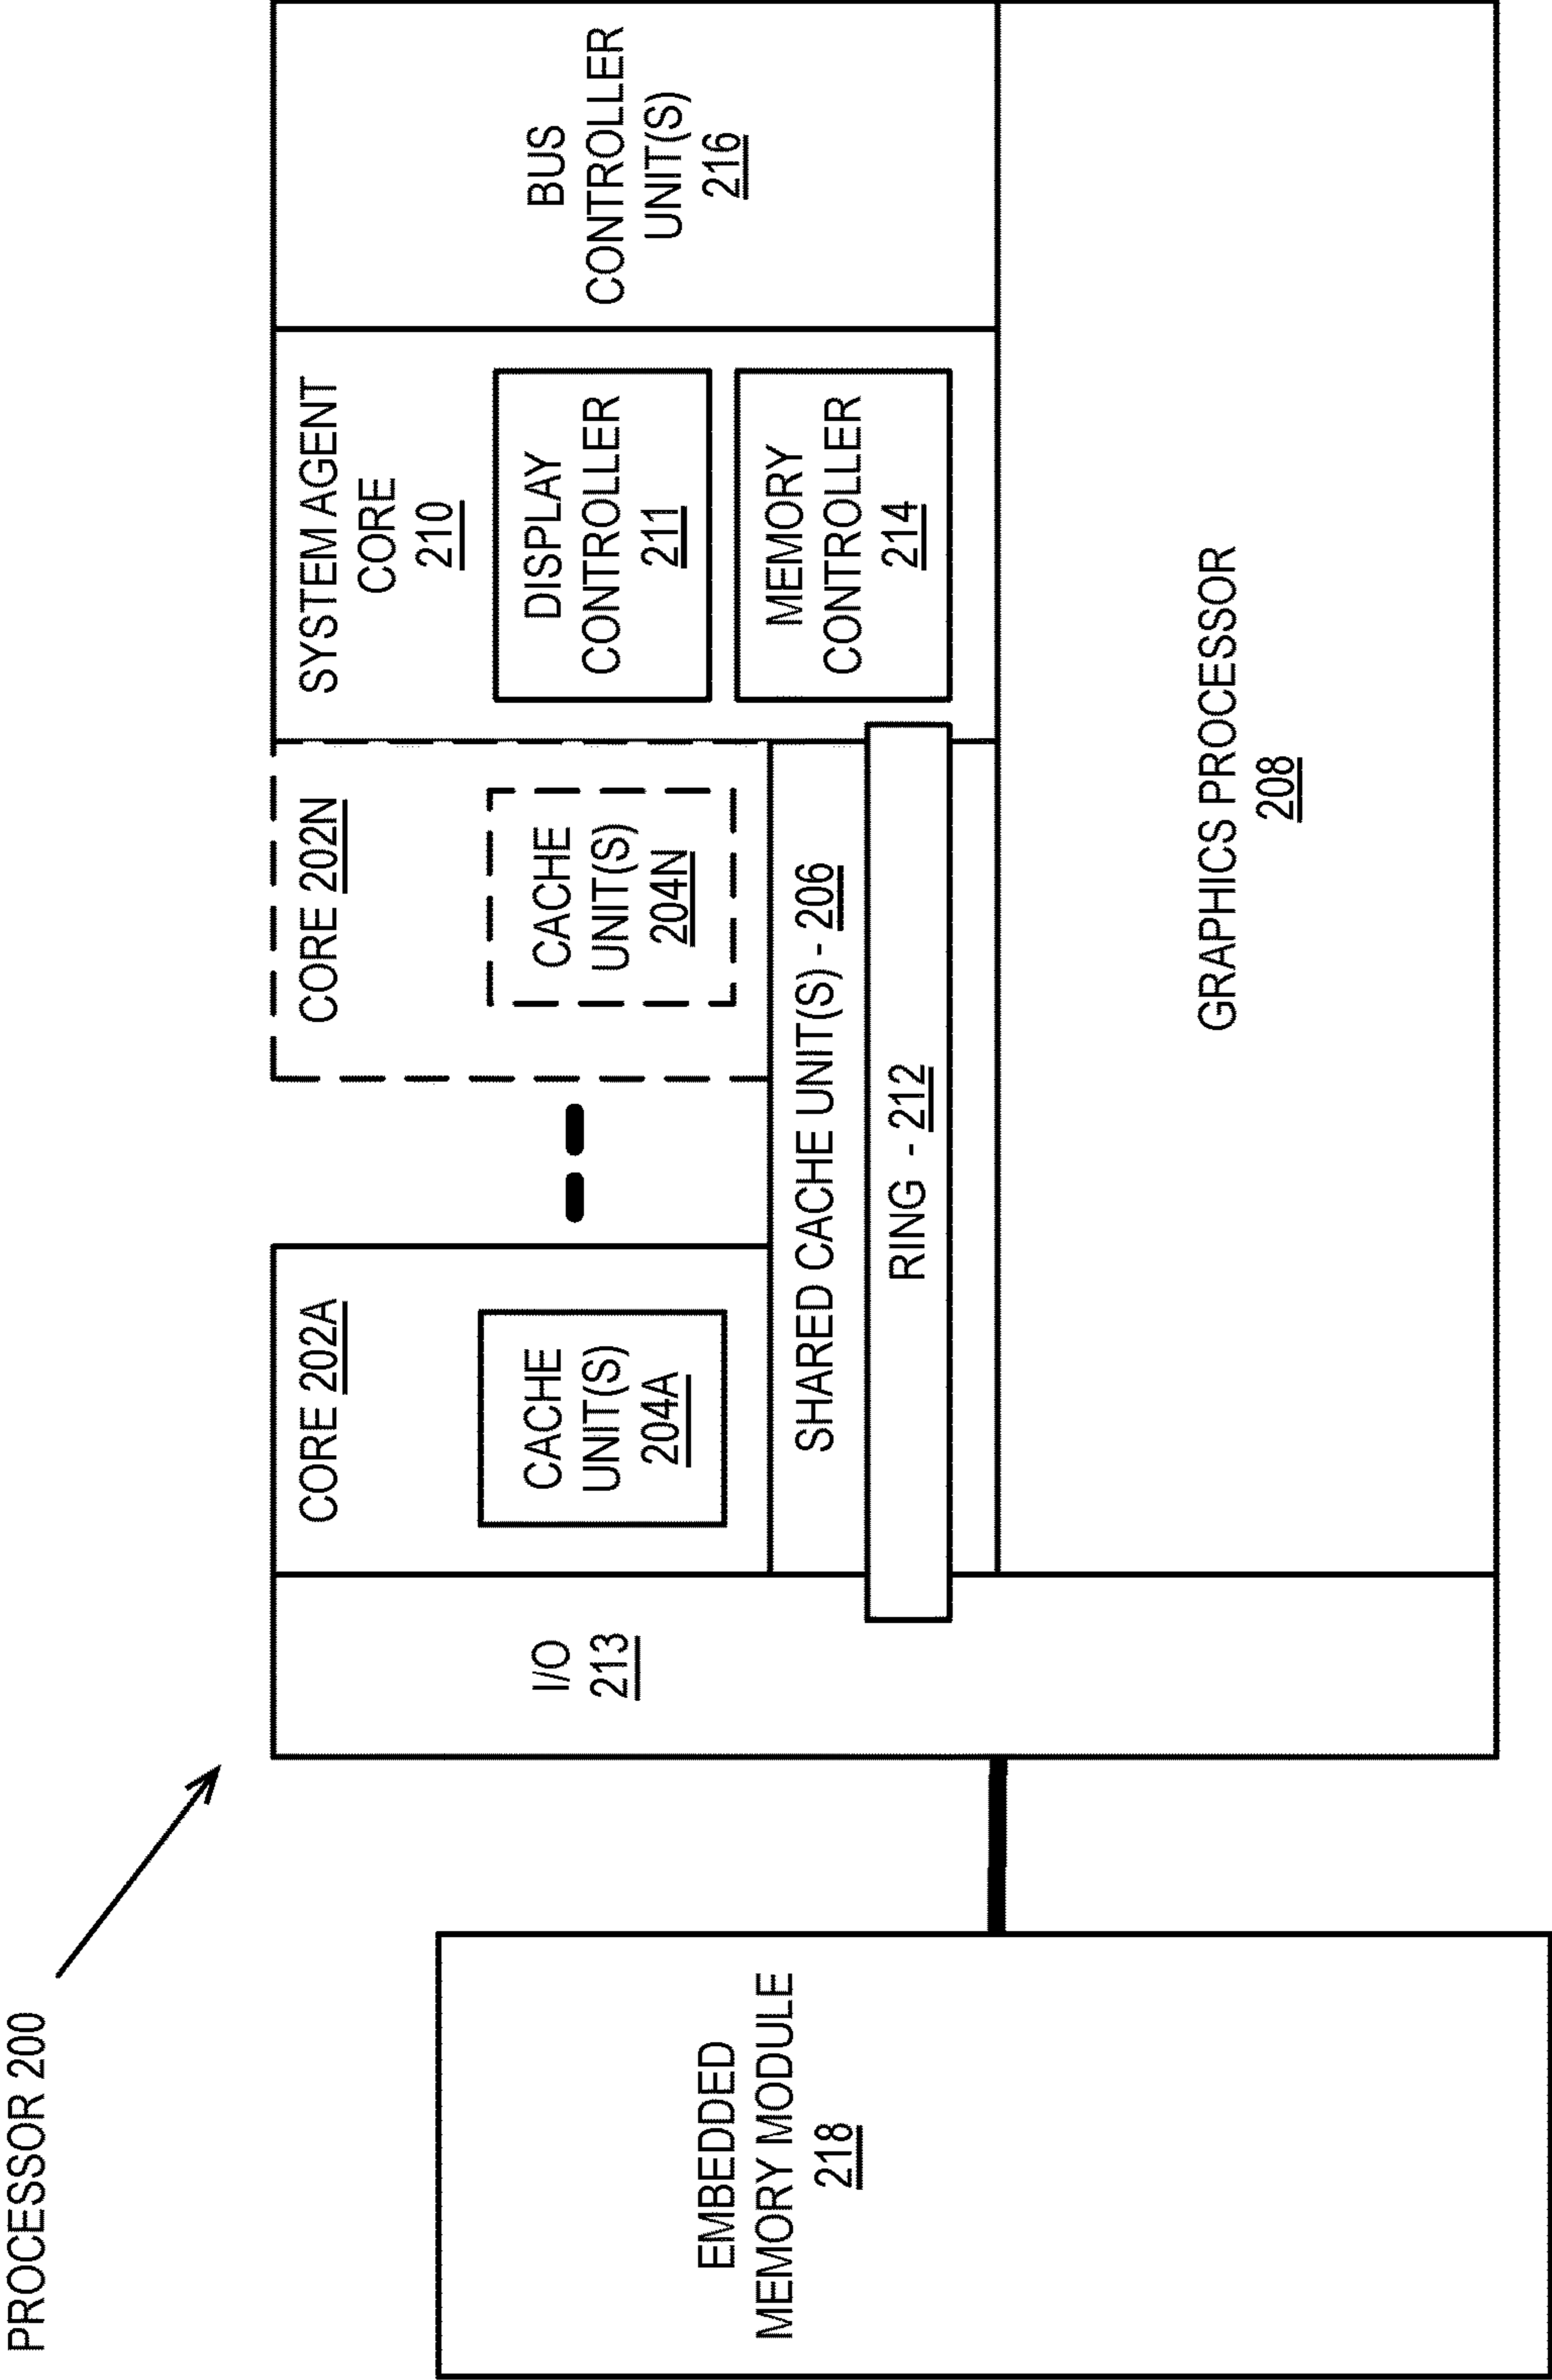 PROCESSOR 200
EMBEDDED
MEMORY MODULE
218
I/O
213
CORE 202A
CACHE
UNIT(S)
204A
CORE 202N
CACHE
UNIT(S)
204N
SHARED CACHE UNIT(S) - 206
RING - 212
SYSTEM AGENT
CORE
210
DISPLAY
CONTROLLER
211
MEMORY
CONTROLLER
214
BUS
CONTROLLER
UNIT(S)
216
GRAPHICS PROCESSOR
208